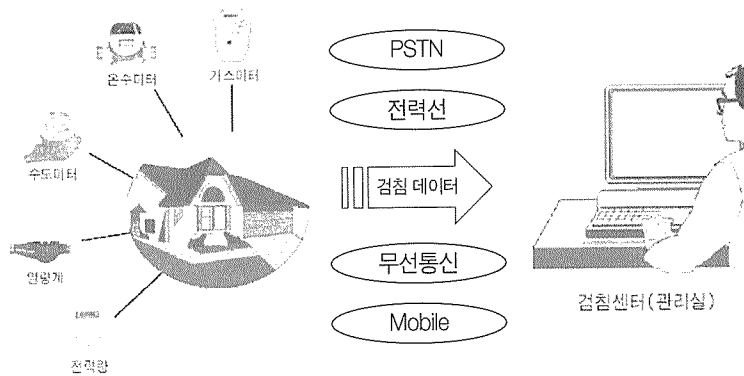 온수미터
가스미터
수도미터
열량계
전력량
PSTN
전력선
검침 데이터
무선통신
Mobile
검침센터(관리실)